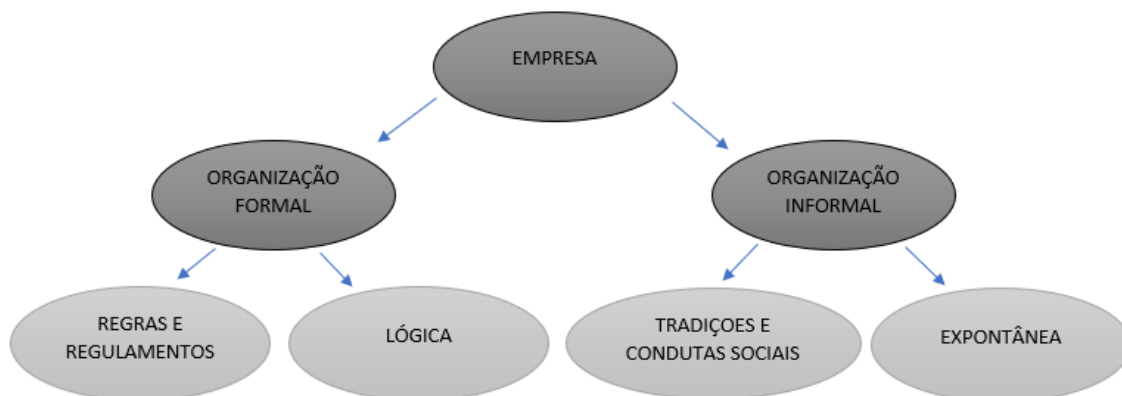 EMPRESA
ORGANIZAÇÃO
FORMAL
ORGANIZAÇÃO
INFORMAL
REGRAS E
REGULAMENTOS
LÓGICA
TRADIÇOES E
CONDUTAS SOCIAIS
EXPONTÂNEA